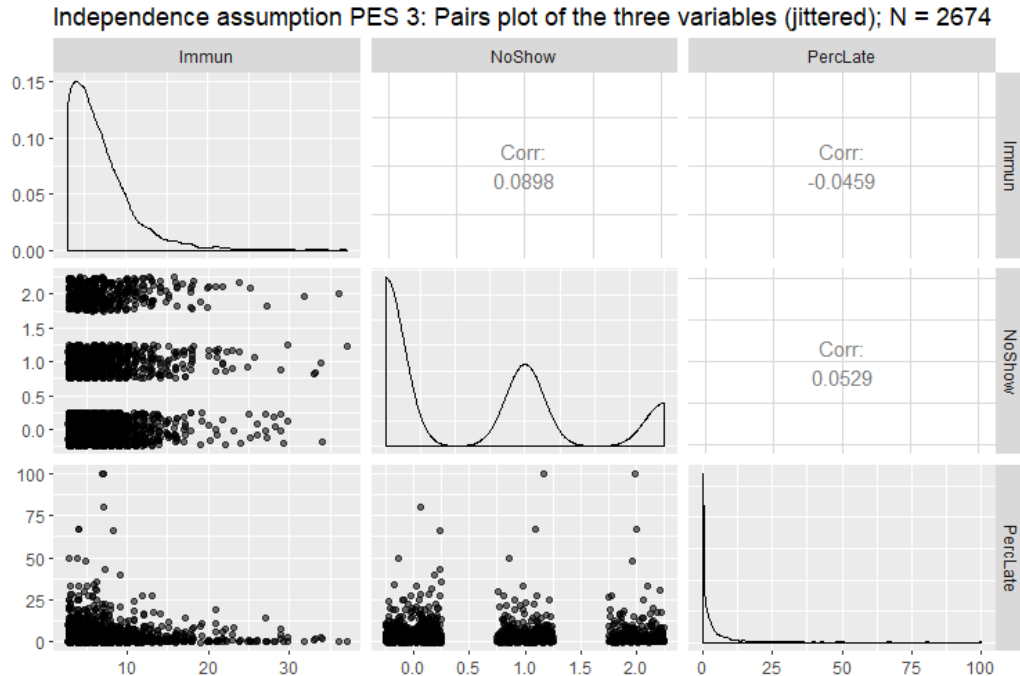 Independence assumption PES 3: Pairs plot of the three variables (jittered); N = 2674
Immun NoShow PercLate
0.15
0.10
0.05
0.00
Corr:
0.0898
Corr:
-0.0459
Immun
2.0
1.5
1.0
0.5
0.0
Corr:
0.0529
NoShow
100
75
50
25
0
PercLate
10 20 30
0.0 0.5 1.0 1.5 2.0
0 25 50 75 100